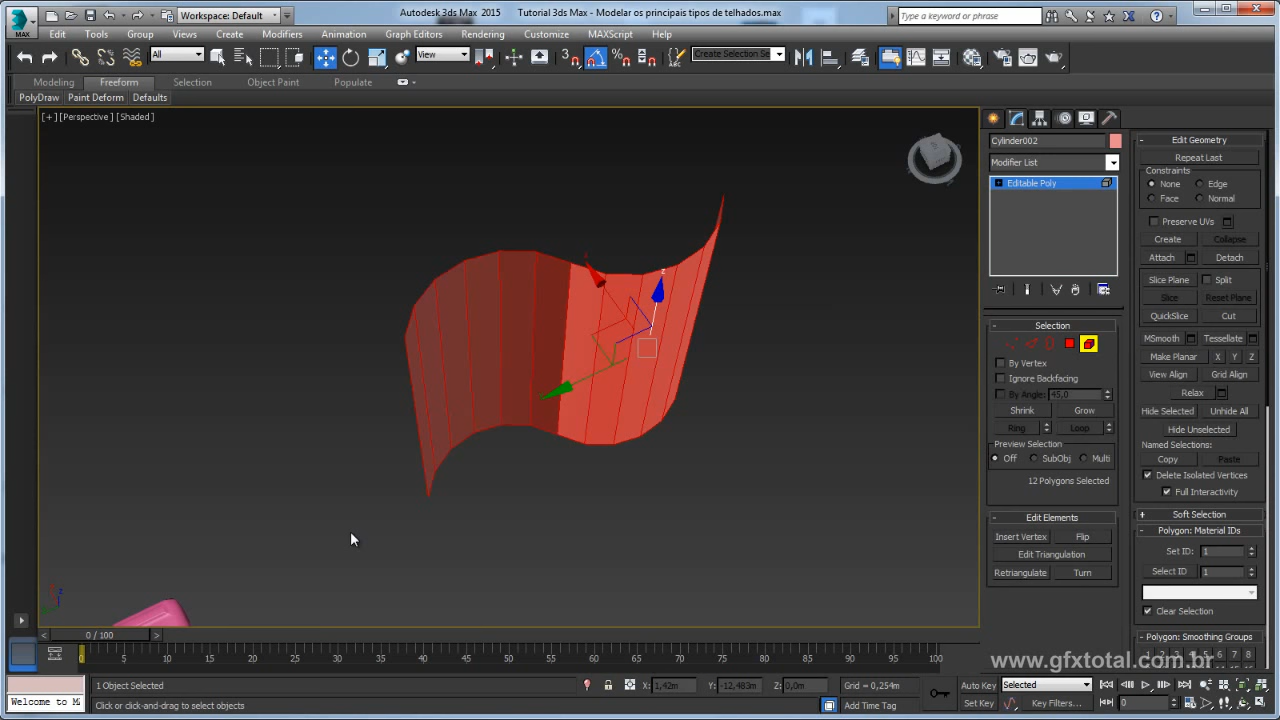 Workspace: Default
Autodesk 3ds Max 2015 Tutorial 3ds Max - Modelar os principais tipos de telhados.max
Type a keyword or phrase
MAX
Edit Tools Group Views Create Modifiers Animation Graph Editors Rendering Customize MAXScript Help
All
View
Create Selection Se
Modeling Freeform Selection Object Paint Populate
PolyDraw Paint Deform Defaults
[+][Perspective][Shaded]
Cylinder002
Modifier List
Editable Poly
Selection
By Vertex
Ignore Backfacing
By Angle: 45,0
Shrink Grow
Ring Loop
Preview Selection
Off SubObj Multi
12 Polygons Selected
Edit Elements
Insert Vertex Flip
Edit Triangulation
Retriangulate Turn
Edit Geometry
Repeat Last
Constraints
None Edge
Face Normal
Preserve UVs
Create Collapse
Attach Detach
Slice Plane Split
Slice Reset Plane
QuickSlice Cut
MSmooth Tessellate
Make Planar X Y Z
View Align Grid Align
Relax
Hide Selected Unhide All
Hide Unselected
Named Selections:
Copy Paste
Delete Isolated Vertices
Full Interactivity
Soft Selection
Polygon: Material IDs
Set ID: 1
Select ID 1
Clear Selection
Polygon: Smoothing Groups
1 2 3 4 5 6 7 8
z
0 / 100
0 5 10 15 20 25 30 35 40 45 50 55 60 65 70 75 80 85 90 95 100
www.gfxtotal.com.br
1 Object Selected
X: 1,42m Y: -12,483m Z: 0,0m Grid = 0,254m
Auto Key Selected
Welcome to M
Click or click-and-drag to select objects
Add Time Tag
Set Key Key Filters... 0